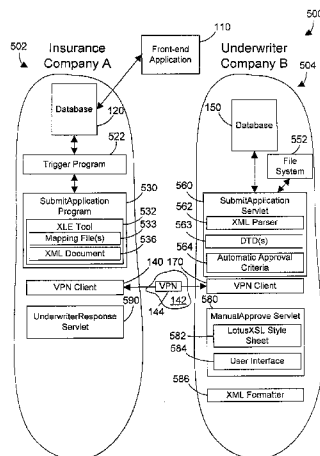 500
502
Insurance
Company A
110
Front-end
Application
Underwriter
Company B
504
Database
120
150
Database
552
522
Trigger Program
File
System
530
SubmitApplication
Program
532
XLE Tool
533
Mapping File(s)
536
XML Document
560
SubmitApplication
Servlet
562
XML Parser
563
DTD(s)
564
Automatic Approval
Criteria
140
VPN Client
170
VPN
142
144
VPN Client
590
UnderwriterResponse
Servlet
580
ManualApprove Servlet
582
LotusXSL Style
Sheet
584
User Interface
586
XML Formatter